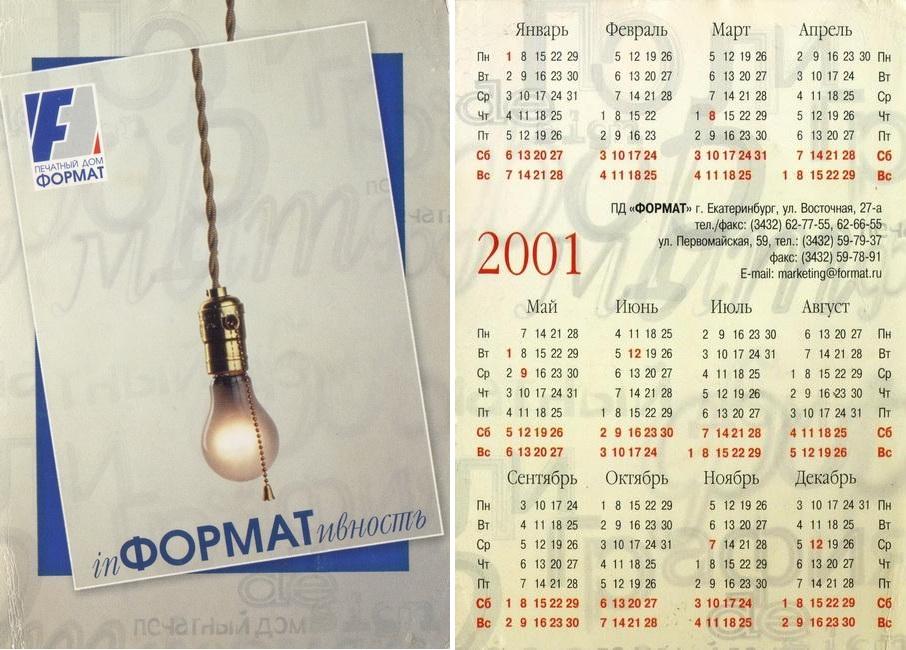 ПЕЧАТНЫЙ ДОМ
ФОРМАТ
inФОРМАТивность
Январь Февраль Март Апрель
Пн 1 8 15 22 29 5 12 19 26 5 12 19 26 2 9 16 23 30 Пн
Вт 2 9 16 23 30 6 13 20 27 6 13 20 27 3 10 17 24 Вт
Ср 3 10 17 24 31 7 14 21 28 7 14 21 28 4 11 18 25 Ср
Чт 4 11 18 25 1 8 15 22 1 8 15 22 29 5 12 19 26 Чт
Пт 5 12 19 26 2 9 16 23 2 9 16 23 30 6 13 20 27 Пт
Сб 6 13 20 27 3 10 17 24 3 10 17 24 31 7 14 21 28 Сб
Вс 7 14 21 28 4 11 18 25 4 11 18 25 1 8 15 22 29 Вс
2001
ПД «ФОРМАТ» г. Екатеринбург, ул. Восточная, 27-а
тел./факс: (3432) 62-77-55, 62-66-55
ул. Первомайская, 59, тел.: (3432) 59-79-37
факс: (3432) 59-78-91
E-mail: marketing@format.ru
Май Июнь Июль Август
Пн 7 14 21 28 4 11 18 25 2 9 16 23 30 6 13 20 27 Пн
Вт 1 8 15 22 29 5 12 19 26 3 10 17 24 31 7 14 21 28 Вт
Ср 2 9 16 23 30 6 13 20 27 4 11 18 25 1 8 15 22 29 Ср
Чт 3 10 17 24 31 7 14 21 28 5 12 19 26 2 9 16 23 30 Чт
Пт 4 11 18 25 1 8 15 22 29 6 13 20 27 3 10 17 24 31 Пт
Сб 5 12 19 26 2 9 16 23 30 7 14 21 28 4 11 18 25 Сб
Вс 6 13 20 27 3 10 17 24 1 8 15 22 29 5 12 19 26 Вс
Сентябрь Октябрь Ноябрь Декабрь
Пн 3 10 17 24 1 8 15 22 29 5 12 19 26 3 10 17 24 31 Пн
Вт 4 11 18 25 2 9 16 23 30 6 13 20 27 4 11 18 25 Вт
Ср 5 12 19 26 3 10 17 24 31 7 14 21 28 5 12 19 26 Ср
Чт 6 13 20 27 4 11 18 25 1 8 15 22 29 6 13 20 27 Чт
Пт 7 14 21 28 5 12 19 26 2 9 16 23 30 7 14 21 28 Пт
Сб 1 8 15 22 29 6 13 20 27 3 10 17 24 1 8 15 22 29 Сб
Вс 2 9 16 23 30 7 14 21 28 4 11 18 25 2 9 16 23 30 Вс